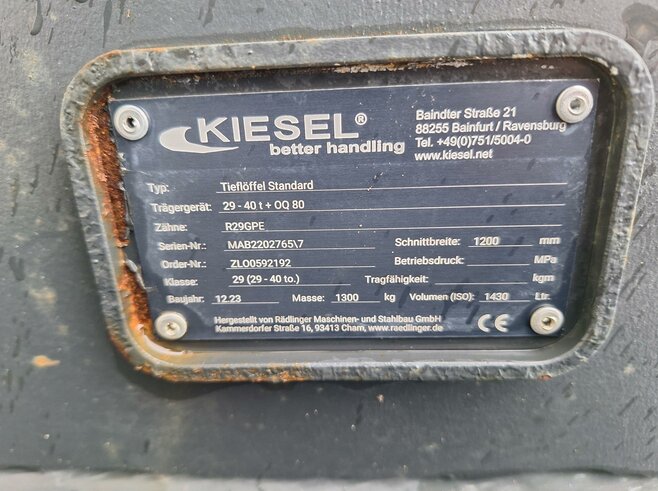 KIESEL®
better handling
Baindter Straße 21
88255 Bainfurt / Ravensburg
Tel. +49(0)751/5004-0
www.kiesel.net
Typ: Tieflöffel Standard
Trägergerät: 29 - 40 t + OQ 80
Zähne: R29GPE
Serien-Nr.: MAB2202765\7 Schnittbreite: 1200 mm
Order-Nr.: ZLO0592192 Betriebsdruck: MPa
Klasse: 29 (29 - 40 to.) Tragfähigkeit: kgm
Baujahr: 12.23 Masse: 1300 kg Volumen (ISO): 1430 Ltr.
Hergestellt von Rädlinger Maschinen- und Stahlbau GmbH
Kammerdorfer Straße 16, 93413 Cham, www.raedlinger.de
CE